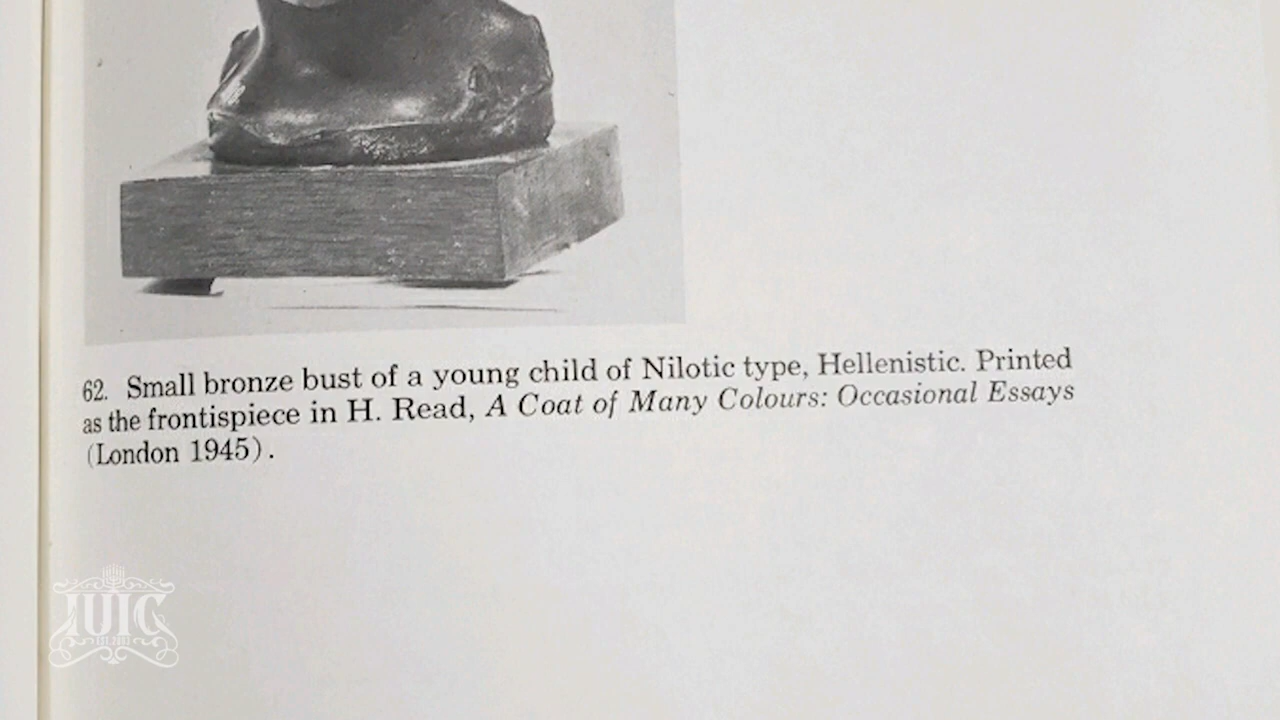 62. Small bronze bust of a young child of Nilotic type, Hellenistic. Printed
as the frontispiece in H. Read, A Coat of Many Colours: Occasional Essays
(London 1945).
IUIC